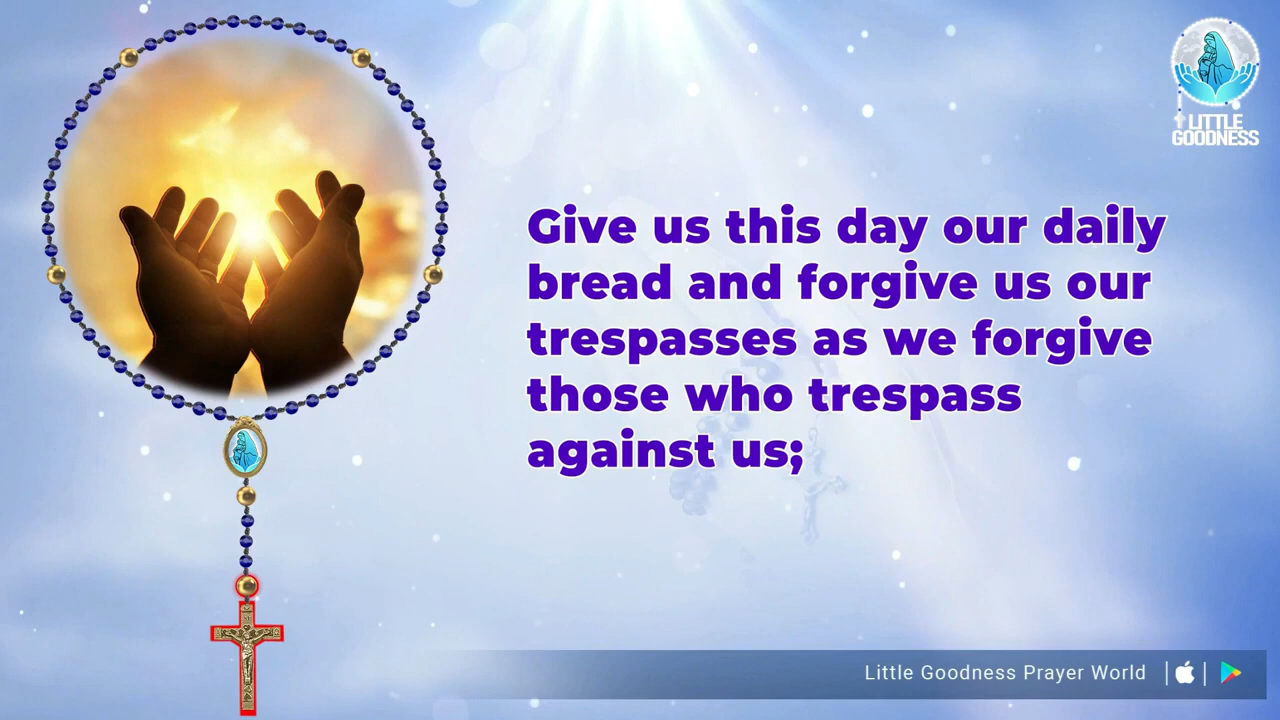 LITTLE
GOODNESS
Give us this day our daily
bread and forgive us our
trespasses as we forgive
those who trespass
against us;
Little Goodness Prayer World